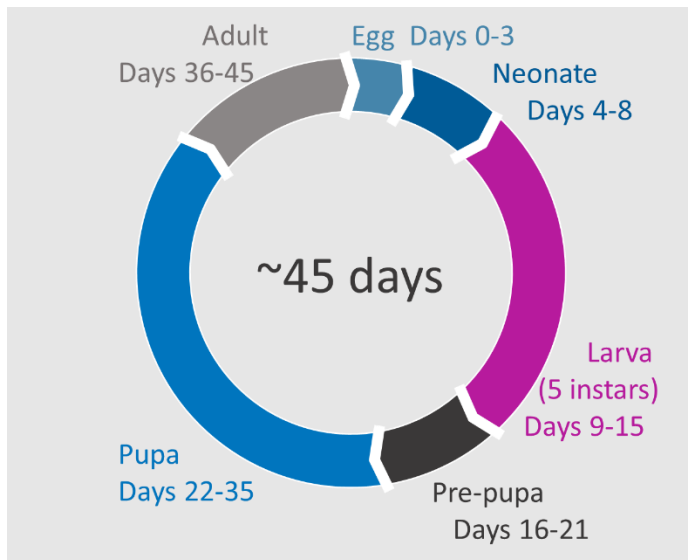 Egg Days 0-3
Neonate
Days 4-8
Larva
(5 instars)
Days 9-15
Pre-pupa
Days 16-21
Pupa
Days 22-35
Adult
Days 36-45
~45 days